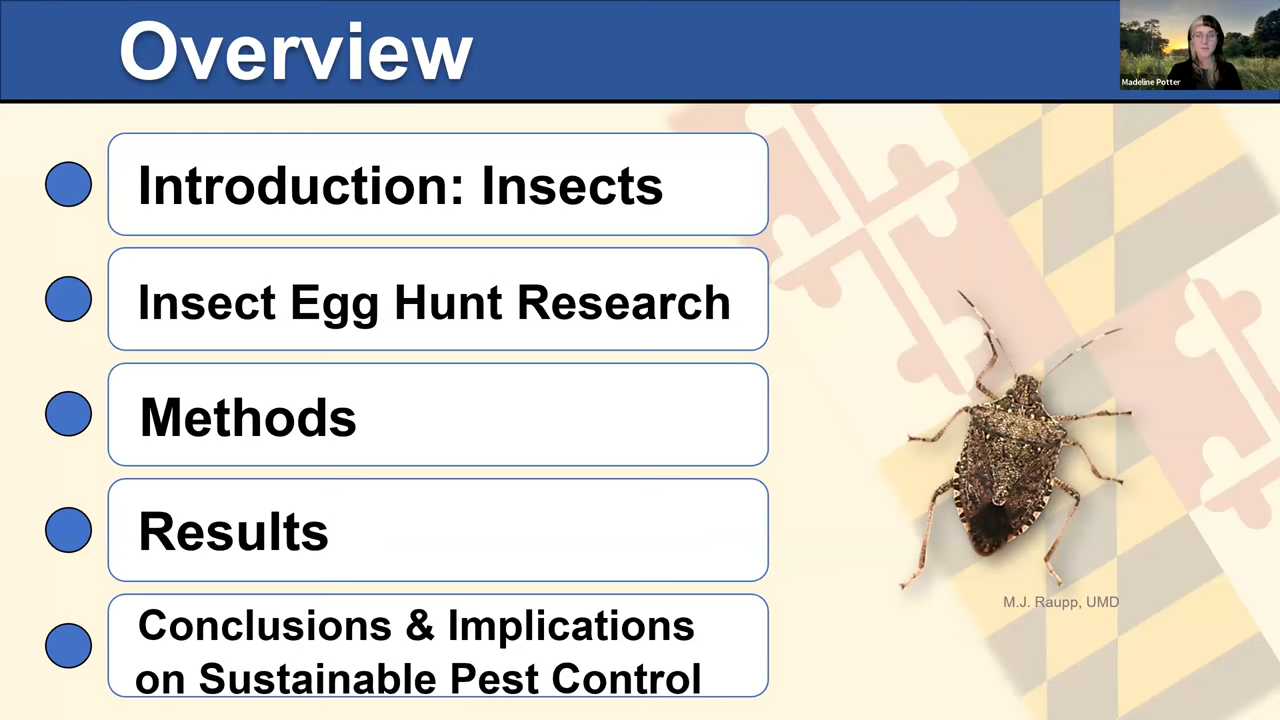 Overview
Madeline Potter
Introduction: Insects
Insect Egg Hunt Research
Methods
Results
Conclusions & Implications
on Sustainable Pest Control
M.J. Raupp, UMD